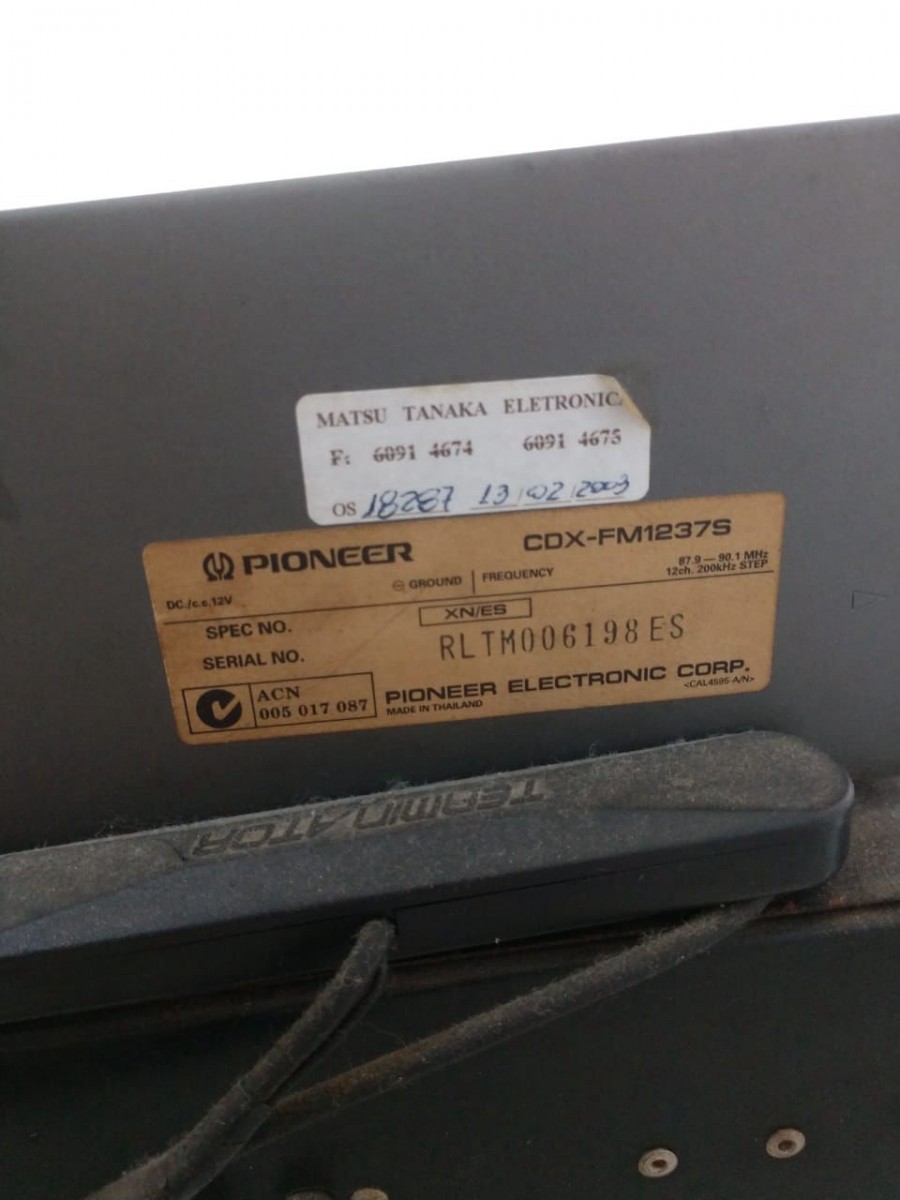 MATSU TANAKA ELETRONIC
F: 6091 4674 6091 4675
OS 18287 13/02/2003
PIONEER CDX-FM1237S
DC./c.c.12V GROUND FREQUENCY 87.9 — 90.1 MHz
12ch. 200kHz STEP
SPEC NO. XN/ES
SERIAL NO. RLTM006198ES
ACN
005 017 087
PIONEER ELECTRONIC CORP.
MADE IN THAILAND <CAL4595-A/N>
TERMINATOR